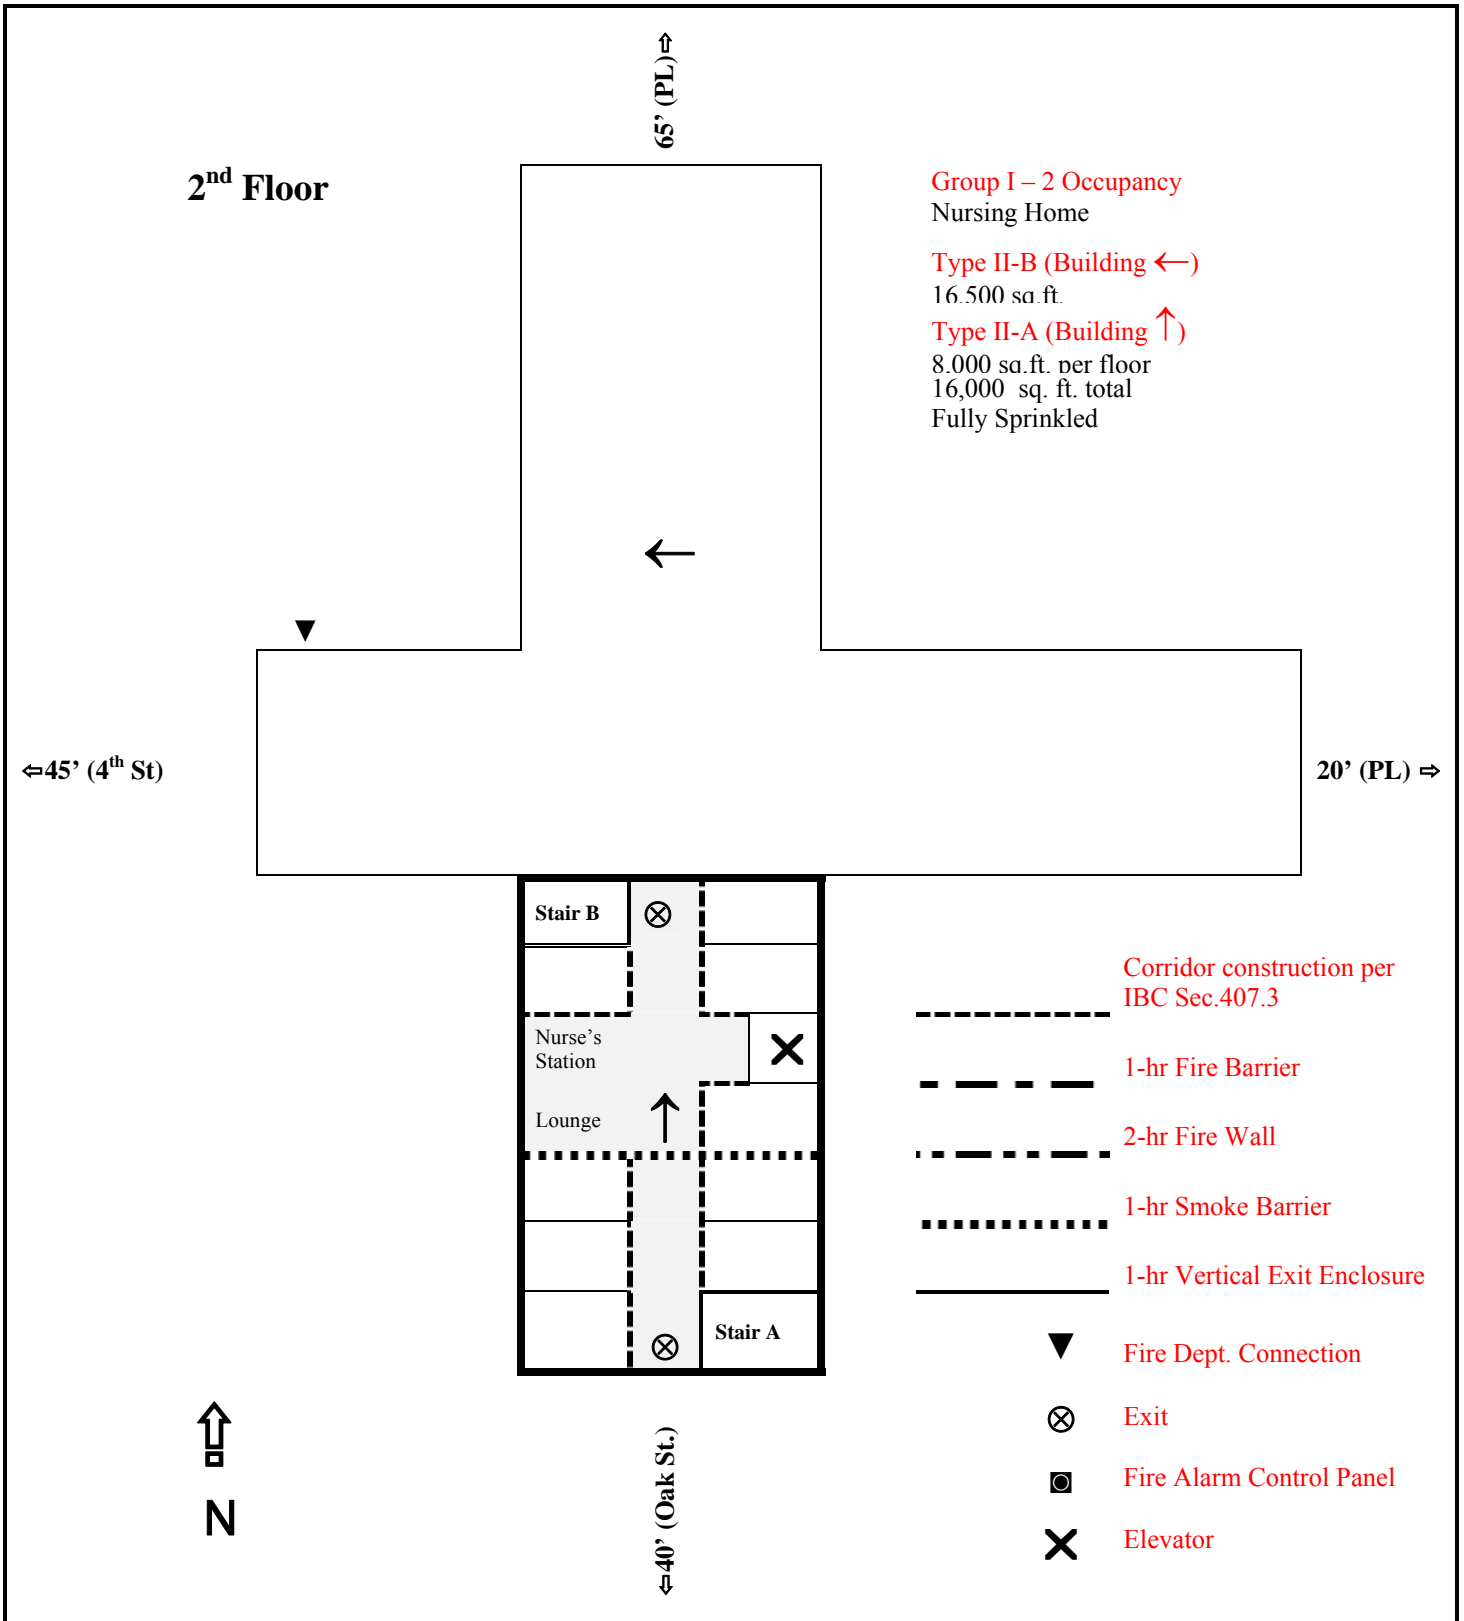 65’ (PL)⇧
2nd Floor
Group I – 2 Occupancy
Nursing Home
Type II-B (Building ←)
16,500 sq.ft.
Type II-A (Building ↑)
8,000 sq.ft. per floor
16,000 sq. ft. total
Fully Sprinkled
⇦45’ (4th St)
20’ (PL) ⇨
Stair B
Nurse’s
Station
Lounge
Stair A
Corridor construction per
IBC Sec.407.3
1-hr Fire Barrier
2-hr Fire Wall
1-hr Smoke Barrier
1-hr Vertical Exit Enclosure
Fire Dept. Connection
Exit
Fire Alarm Control Panel
Elevator
N
⇦40’ (Oak St.)